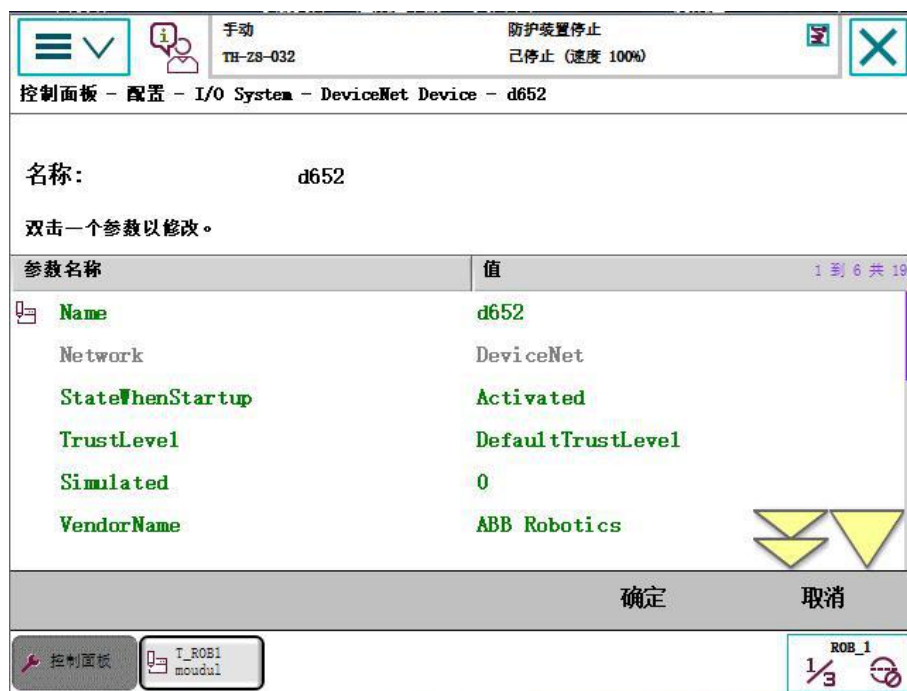 手动
TH-ZS-032
防护装置停止
己停止 (速度 100%)
控制面板 - 配置 - I/O System - DeviceNet Device - d652
名称: d652
双击一个参数以修改。
参数名称 值 1 到 6 共 19
Name d652
Network DeviceNet
StateWhenStartup Activated
TrustLevel DefaultTrustLevel
Simulated 0
VendorName ABB Robotics
确定 取消
控制面板
T_ROB1
moudul
ROB_1
1/3